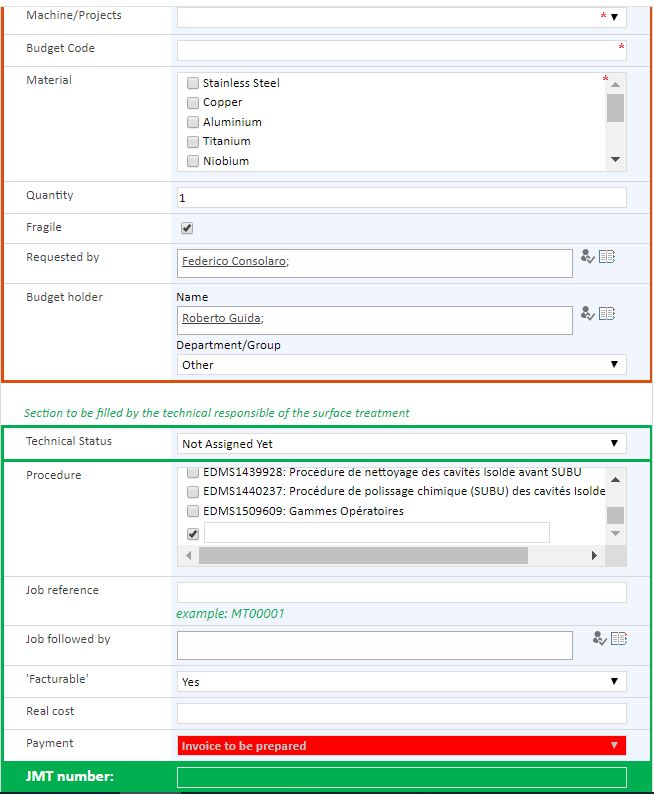 Machine/Projects *
Budget Code *
Material *
Stainless Steel
Copper
Aluminium
Titanium
Niobium
Quantity 1
Fragile
Requested by Federico Consolaro;
Budget holder Name
Roberto Guida;
Department/Group
Other
Section to be filled by the technical responsible of the surface treatment
Technical Status Not Assigned Yet
Procedure EDMS1439928: Procédure de nettoyage des cavités Isolde avant SUBU
EDMS1440237: Procédure de polissage chimique (SUBU) des cavités Isolde
EDMS1509609: Gammes Opératoires
Job reference
example: MT00001
Job followed by
'Facturable' Yes
Real cost
Payment Invoice to be prepared
JMT number: